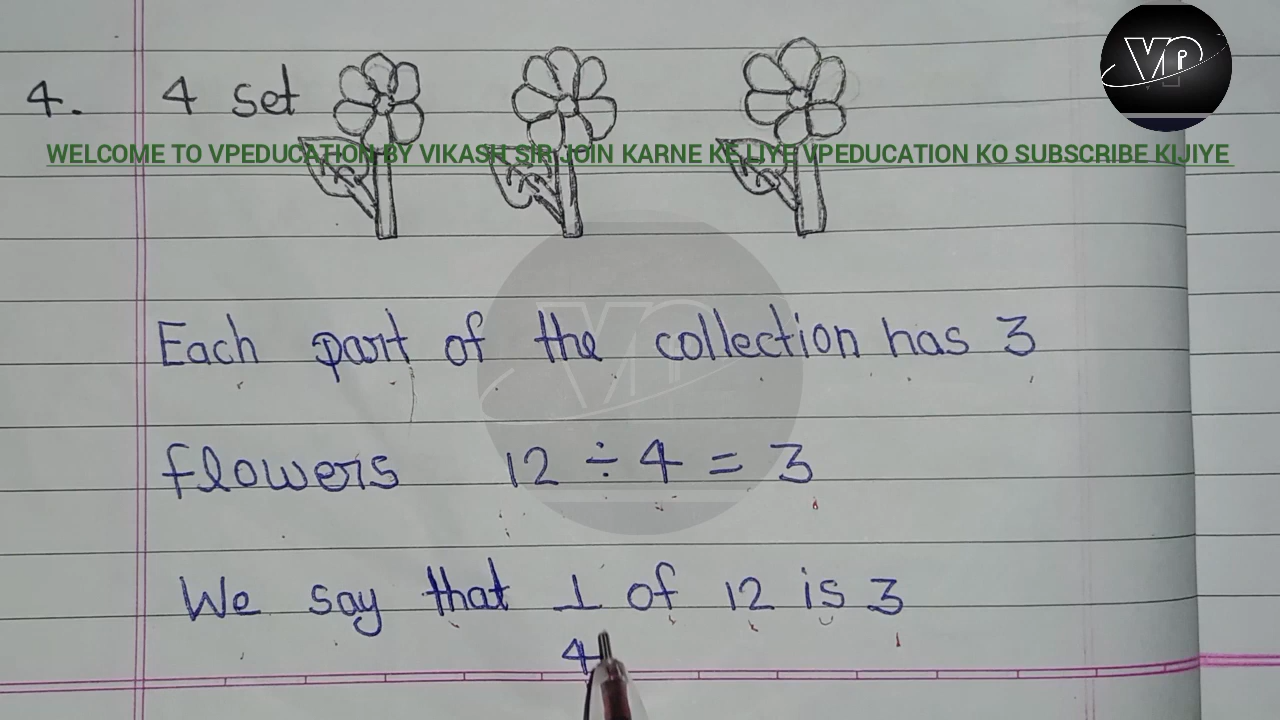 VP
4. 4 set
WELCOME TO VPEDUCATION BY VIKASH SIR JOIN KARNE KE LIYE VPEDUCATION KO SUBSCRIBE KIJIYE
Each part of the collection has 3
flowers 12 ÷ 4 = 3
We say that 1 of 12 is 3
4